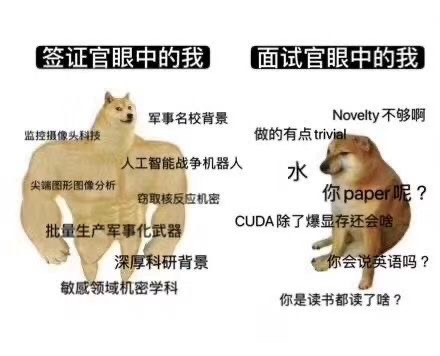 签证官眼中的我
军事名校背景
监控摄像头科技
人工智能战争机器人
尖端图形图像分析
窃取核反应机密
批量生产军事化武器
深厚科研背景
敏感领域机密学科
面试官眼中的我
Novelty 不够啊
做的有点 trivial
水
你 paper 呢？
CUDA 除了爆显存还会啥
你会说英语吗？
你是读书都读了啥？